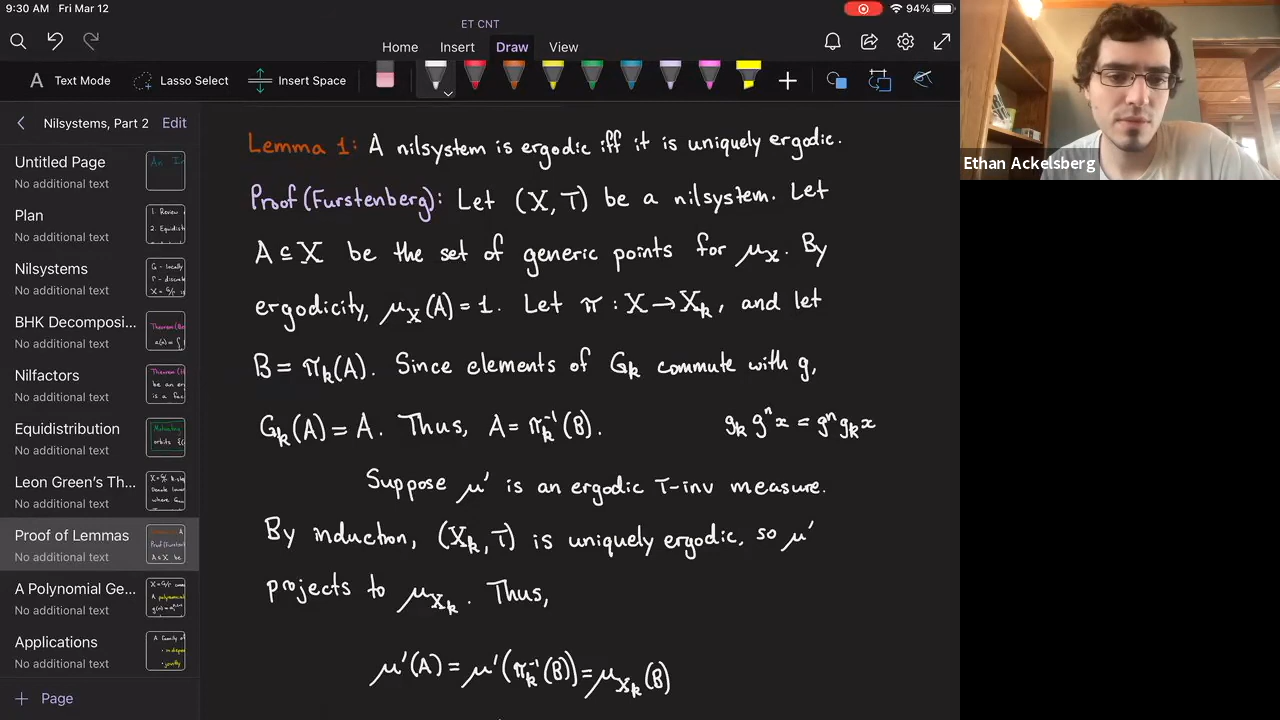 9:30 AM Fri Mar 12
94%
ET CNT
Home Insert Draw View
Text Mode Lasso Select Insert Space
Nilsystems, Part 2 Edit
Untitled Page
No additional text
Plan
No additional text
Nilsystems
No additional text
BHK Decomposi...
No additional text
Nilfactors
No additional text
Equidistribution
No additional text
Leon Green's Th...
No additional text
Proof of Lemmas
No additional text
A Polynomial Ge...
No additional text
Applications
No additional text
Page
Lemma 1: A nilsystem is ergodic iff it is uniquely ergodic.
Proof (Furstenberg): Let (X, T) be a nilsystem. Let
A ⊆ X be the set of generic points for μ_X. By
ergodicity, μ_X(A) = 1. Let π : X → X_k, and let
B = π_k(A). Since elements of G_k commute with g,
G_k(A) = A. Thus, A = π_k^{-1}(B). g_k g^n x = g^n g_k x
Suppose μ' is an ergodic T-inv measure.
By induction, (X_k, T) is uniquely ergodic, so μ'
projects to μ_{X_k}. Thus,
μ'(A) = μ'(π_k^{-1}(B)) = μ_{X_k}(B)
Ethan Ackelsberg